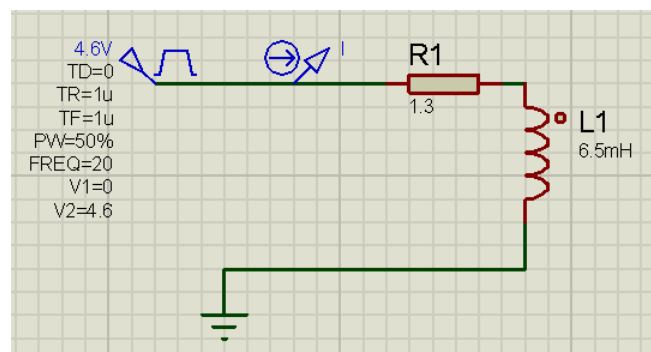 4.6V
TD=0
TR=1u
TF=1u
PW=50%
FREQ=20
V1=0
V2=4.6
I
R1
1.3
L1
6.5mH